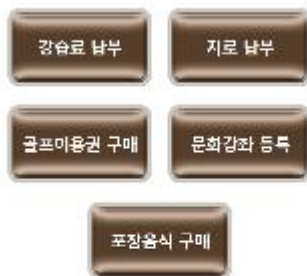 강습료 납부
지로 납부
골프이용권 구매
문화강좌 등록
포장음식 구매